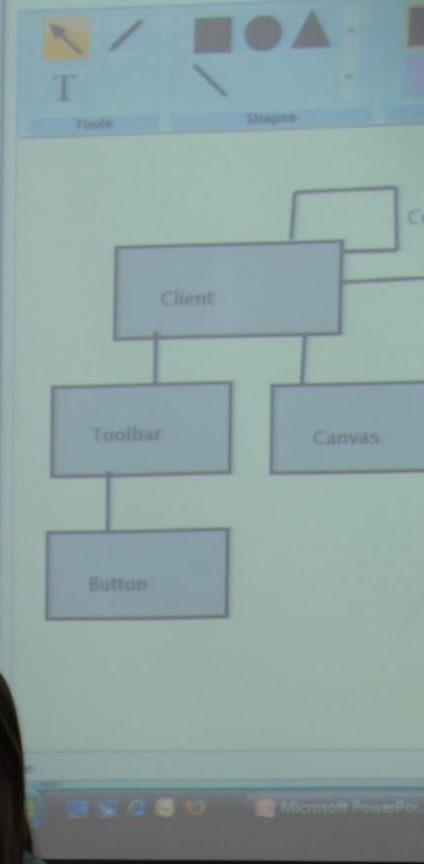 T
Tools
Shapes
Client
Toolbar
Canvas
Button
Microsoft PowerPoi...